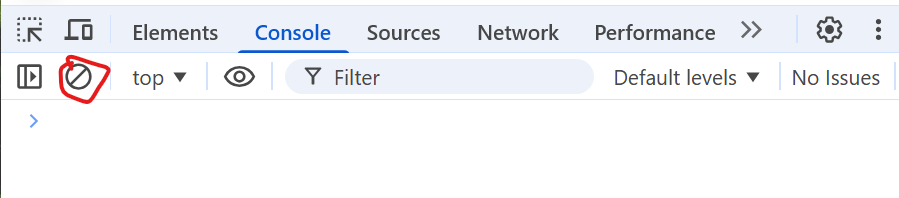 Elements Console Sources Network Performance
top Filter Default levels No Issues